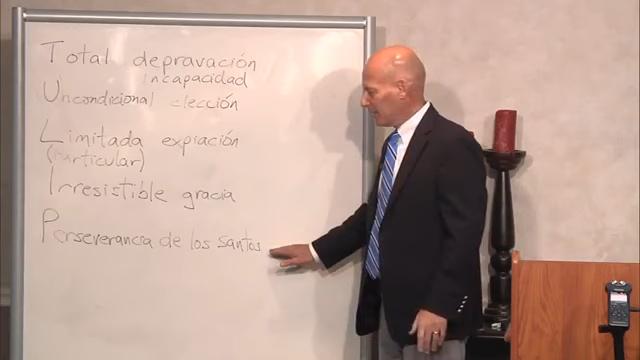 Total depravación
incapacidad
Uncondicional elección
Limitada expiación
(particular)
Irresistible gracia
Perseverancia de los santos